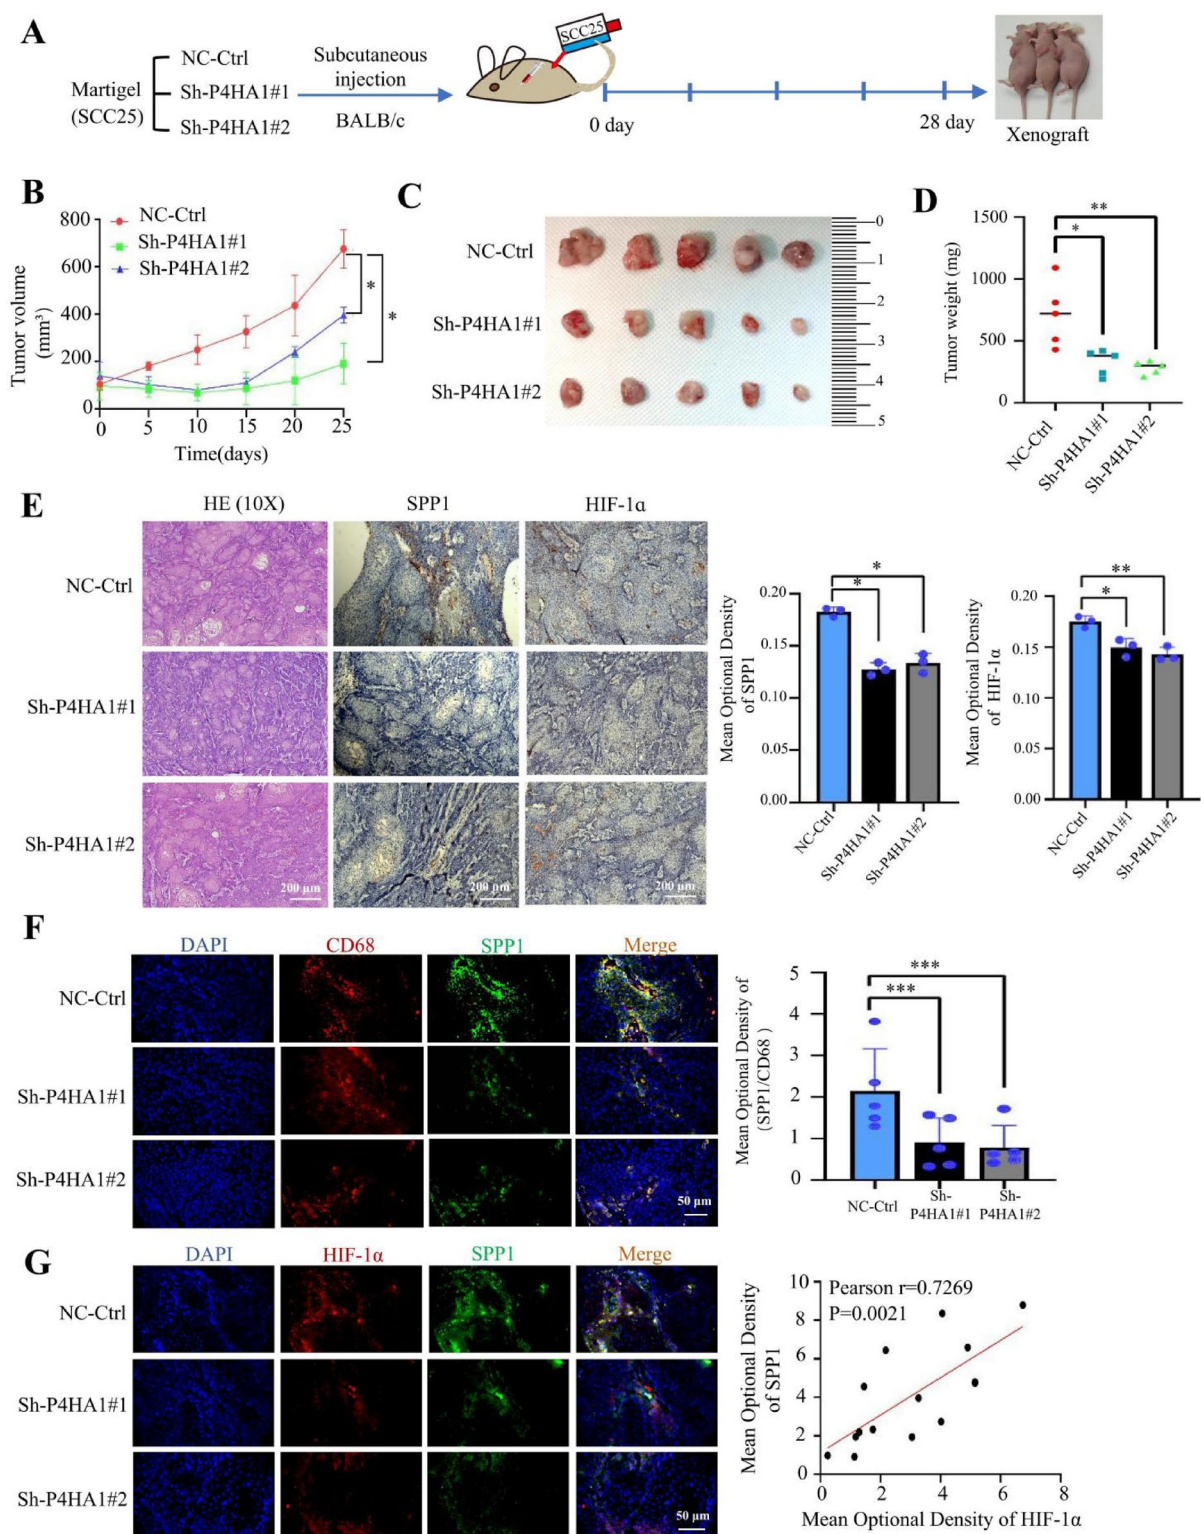 A
Martigel
(SCC25)
NC-Ctrl
Sh-P4HA1#1
Sh-P4HA1#2
Subcutaneous
injection
BALB/c
SCC25
0 day
28 day
Xenograft
B
NC-Ctrl
Sh-P4HA1#1
Sh-P4HA1#2
Tumor volume
(mm³)
800
600
400
200
0
0 5 10 15 20 25
Time(days)
*
*
C
NC-Ctrl
Sh-P4HA1#1
Sh-P4HA1#2
0
1
2
3
4
5
D
Tumor weight (mg)
1500
1000
500
0
*
**
NC-Ctrl
Sh-P4HA1#1
Sh-P4HA1#2
E
HE (10X) SPP1 HIF-1α
NC-Ctrl
Sh-P4HA1#1
Sh-P4HA1#2
200 μm 200 μm 200 μm
Mean Optional Density
of SPP1
0.20
0.15
0.10
0.05
0.00
*
*
NC-Ctrl
Sh-P4HA1#1
Sh-P4HA1#2
Mean Optional Density
of HIF-1α
0.20
0.15
0.10
0.05
0.00
**
*
NC-Ctrl
Sh-P4HA1#1
Sh-P4HA1#2
F
DAPI CD68 SPP1 Merge
NC-Ctrl
Sh-P4HA1#1
Sh-P4HA1#2
50 μm
Mean Optional Density of
(SPP1/CD68)
5
4
3
2
1
0
***
***
NC-Ctrl
Sh-
P4HA1#1
Sh-
P4HA1#2
G
DAPI HIF-1α SPP1 Merge
NC-Ctrl
Sh-P4HA1#1
Sh-P4HA1#2
50 μm
Pearson r=0.7269
P=0.0021
Mean Optional Density
of SPP1
10
8
6
4
2
0
0 2 4 6 8
Mean Optional Density of HIF-1α